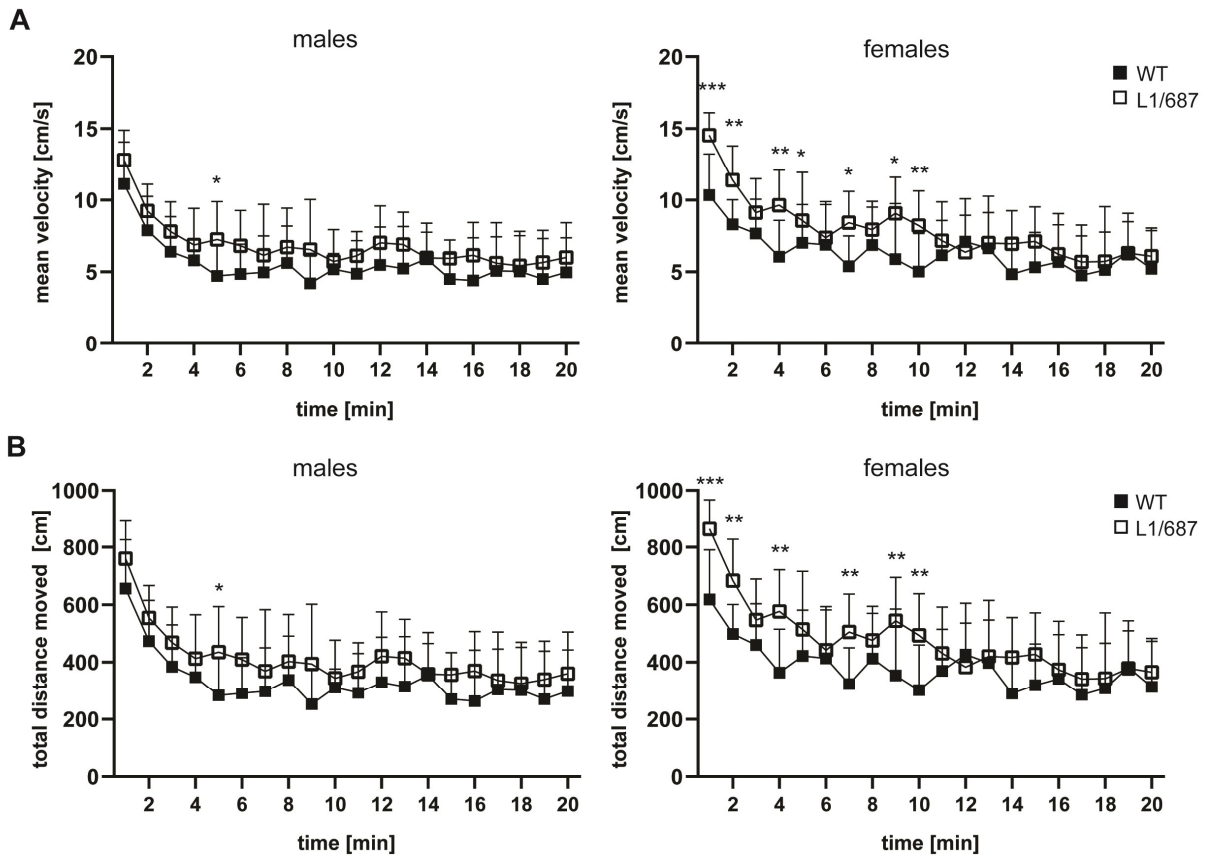 A
males
females
20
15
10
5
0
mean velocity [cm/s]
*
2 4 6 8 10 12 14 16 18 20
time [min]
20
15
10
5
0
mean velocity [cm/s]
***
**
** *
*
*
**
WT
L1/687
2 4 6 8 10 12 14 16 18 20
time [min]
B
males
females
1000
800
600
400
200
0
total distance moved [cm]
*
2 4 6 8 10 12 14 16 18 20
time [min]
1000
800
600
400
200
0
total distance moved [cm]
***
**
**
**
**
**
WT
L1/687
2 4 6 8 10 12 14 16 18 20
time [min]